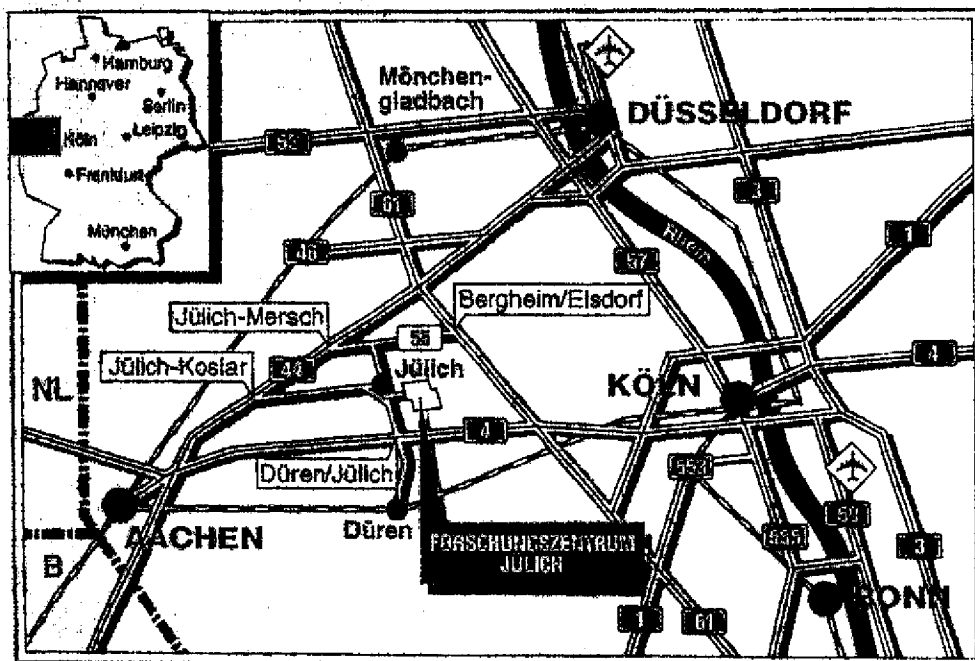 Hamburg
Hannover
Berlin
Köln
Leipzig
Frankfurt
München
Mönchen-
gladbach
DÜSSELDORF
52
61
3
1
46
57
Rhein
Bergheim/Elsdorf
Jülich-Mersch
55
44
Jülich-Koslar
Jülich
4
NL
KÖLN
4
Düren/Jülich
553
59
AACHEN
Düren
555
3
B
FORSCHUNGSZENTRUM
JÜLICH
BONN
1
61